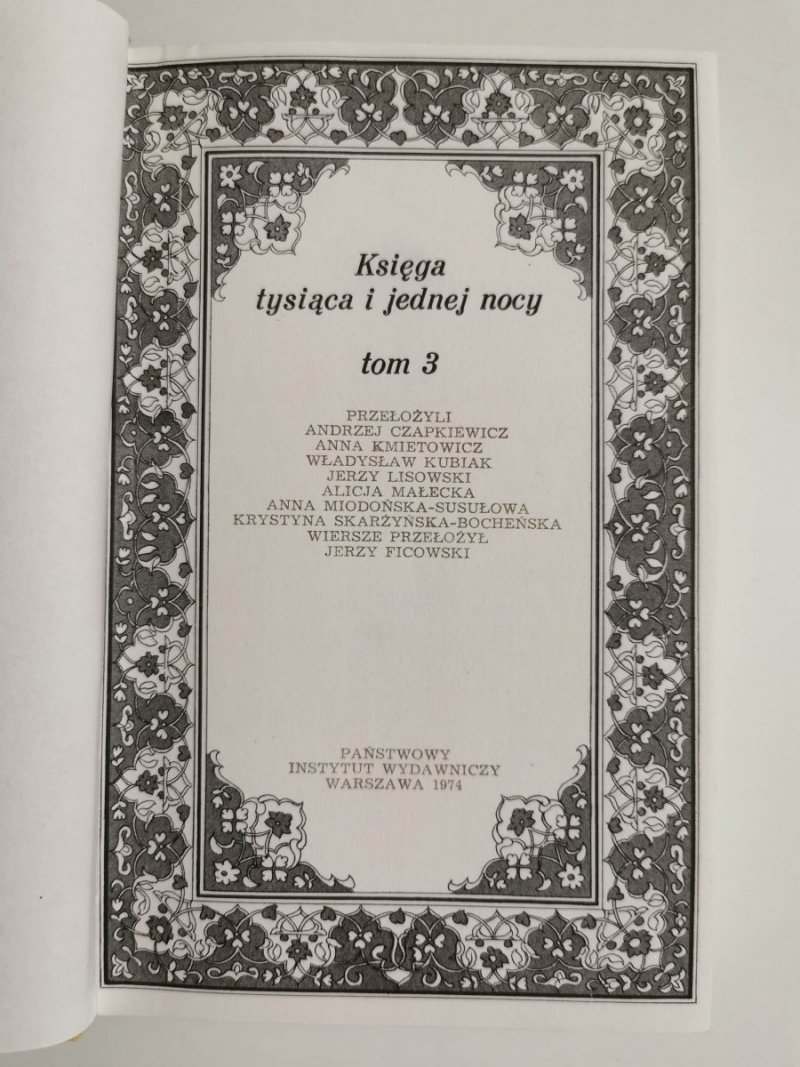 Księga
tysiąca i jednej nocy
tom 3
PRZEŁOŻYLI
ANDRZEJ CZAPKIEWICZ
ANNA KMIETOWICZ
WŁADYSŁAW KUBIAK
JERZY LISOWSKI
ALICJA MAŁECKA
ANNA MIODOŃSKA-SUSUŁOWA
KRYSTYNA SKARŻYŃSKA-BOCHEŃSKA
WIERSZE PRZEŁOŻYŁ
JERZY FICOWSKI
PAŃSTWOWY
INSTYTUT WYDAWNICZY
WARSZAWA 1974